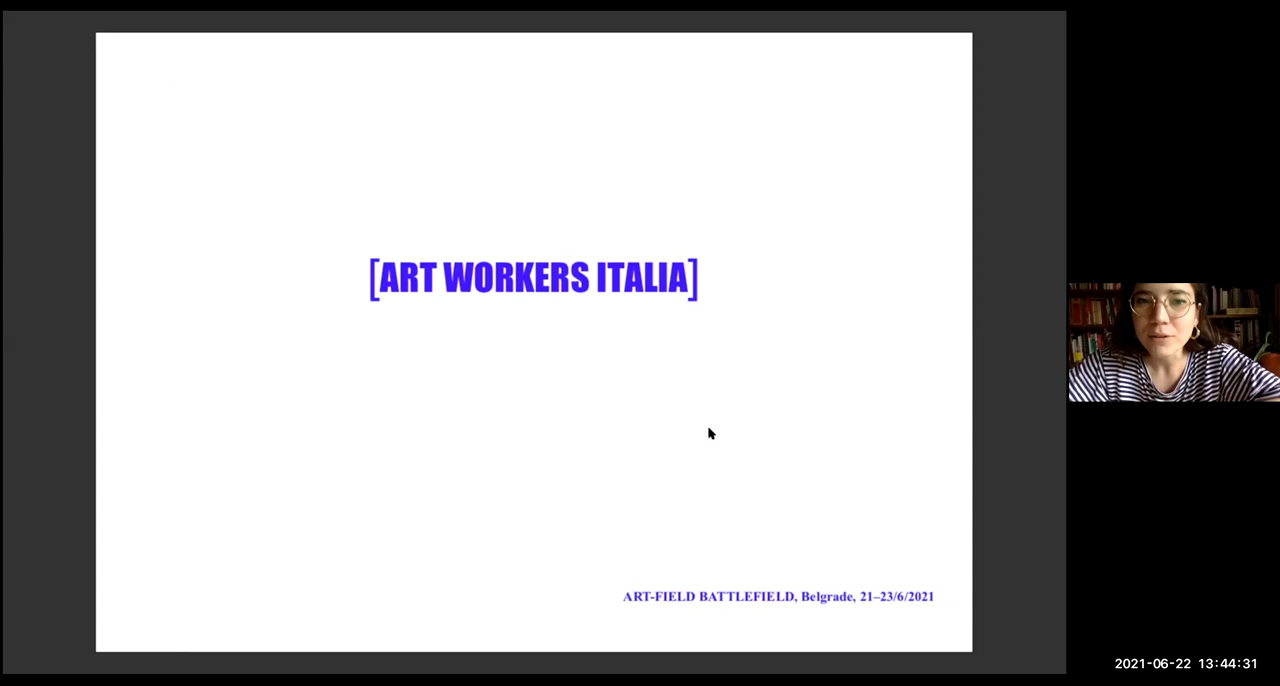 [ART WORKERS ITALIA]
ART-FIELD BATTLEFIELD, Belgrade, 21–23/6/2021
2021-06-22 13:44:31